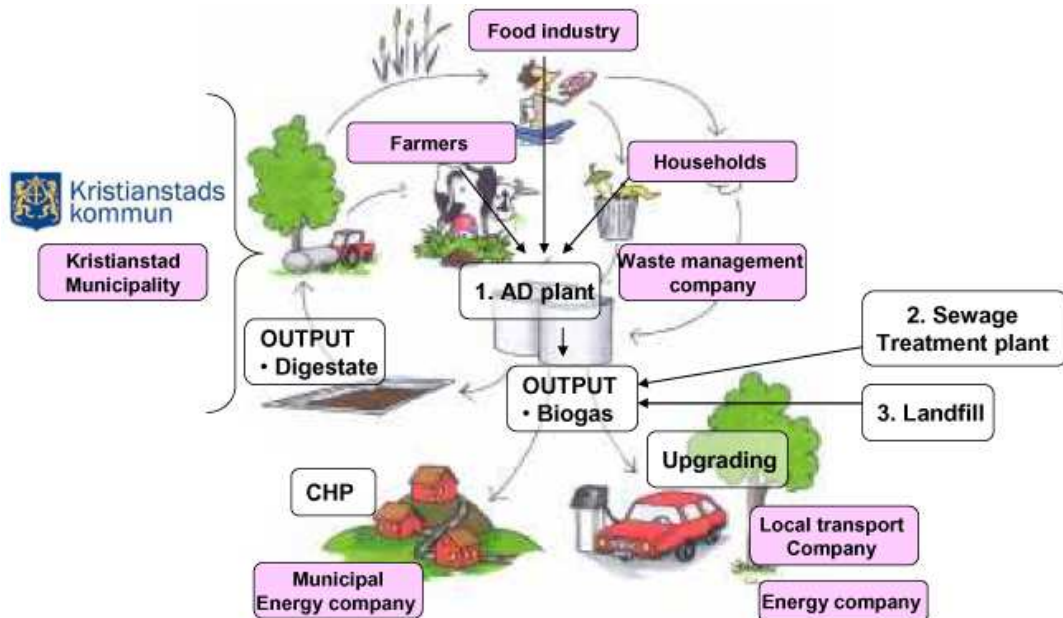 Food industry
Farmers
Households
Kristianstads
kommun
Kristianstad
Municipality
Waste management
company
1. AD plant
2. Sewage
Treatment plant
OUTPUT
• Digestate
OUTPUT
• Biogas
3. Landfill
Upgrading
CHP
Local transport
Company
Municipal
Energy company
Energy company